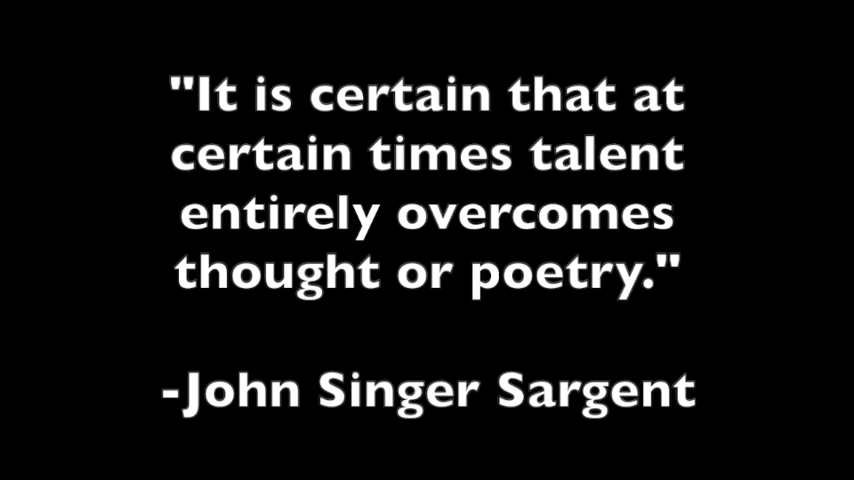 "It is certain that at
certain times talent
entirely overcomes
thought or poetry."
-John Singer Sargent